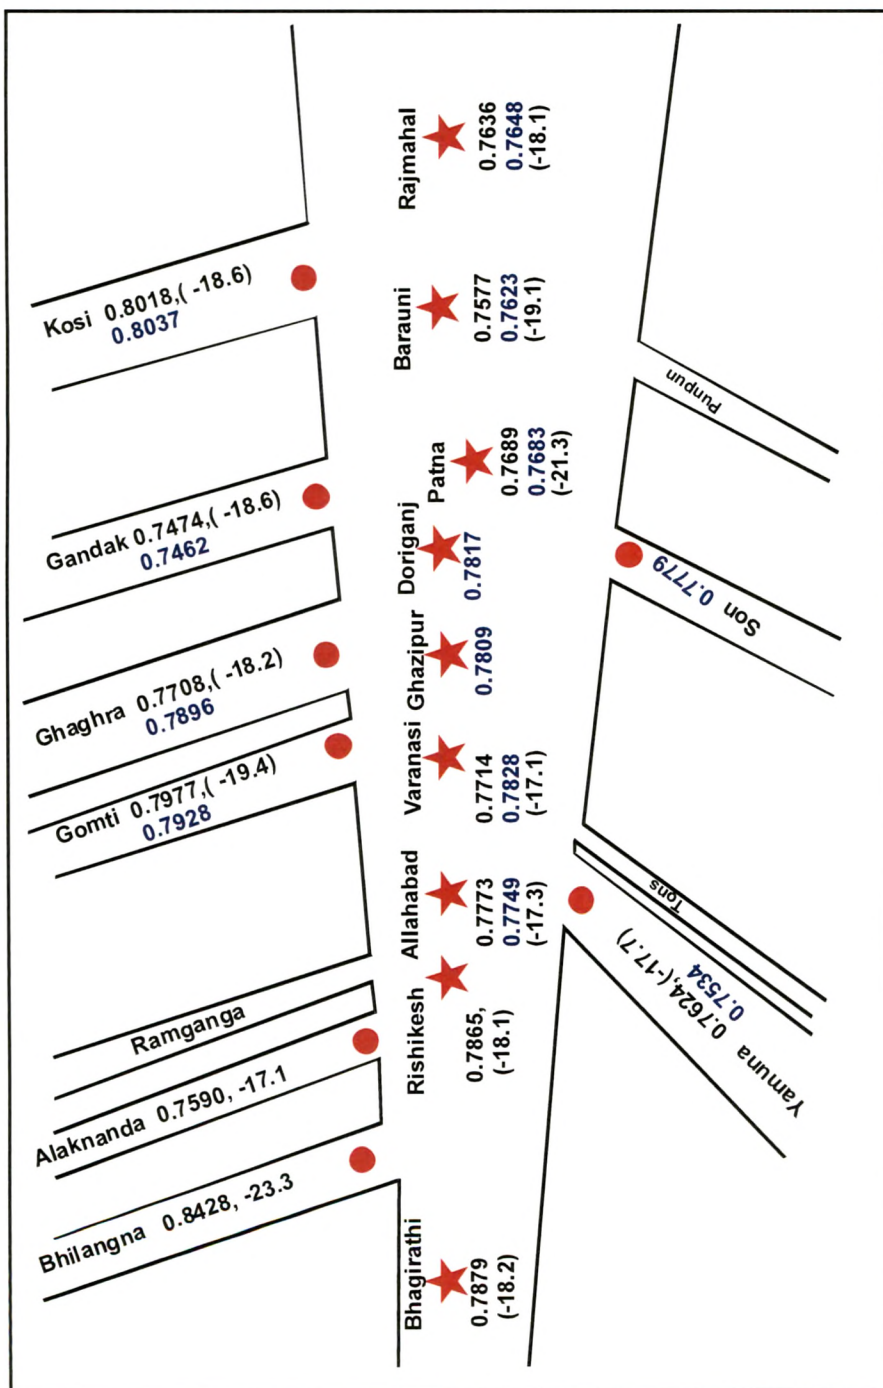 Kosi 0.8018,( -18.6)
0.8037
Gandak 0.7474,( -18.6)
0.7462
Ghaghra 0.7708,( -18.2)
0.7896
Gomti 0.7977,( -19.4)
0.7928
Ramganga
Alaknanda 0.7590, -17.1
Bhilangna 0.8428, -23.3
Rajmahal
0.7636
0.7648
(-18.1)
Barauni
0.7577
0.7623
(-19.1)
Patna
0.7689
0.7683
(-21.3)
Doriganj
0.7817
Ghazipur
0.7809
Varanasi
0.7714
0.7828
(-17.1)
Allahabad
0.7773
0.7749
(-17.3)
Rishikesh
0.7865,
(-18.1)
Bhagirathi
0.7879
(-18.2)
Punpun
Son 0.7779
Tons
Yamuna 0.7624,(-17.7)
0.7534